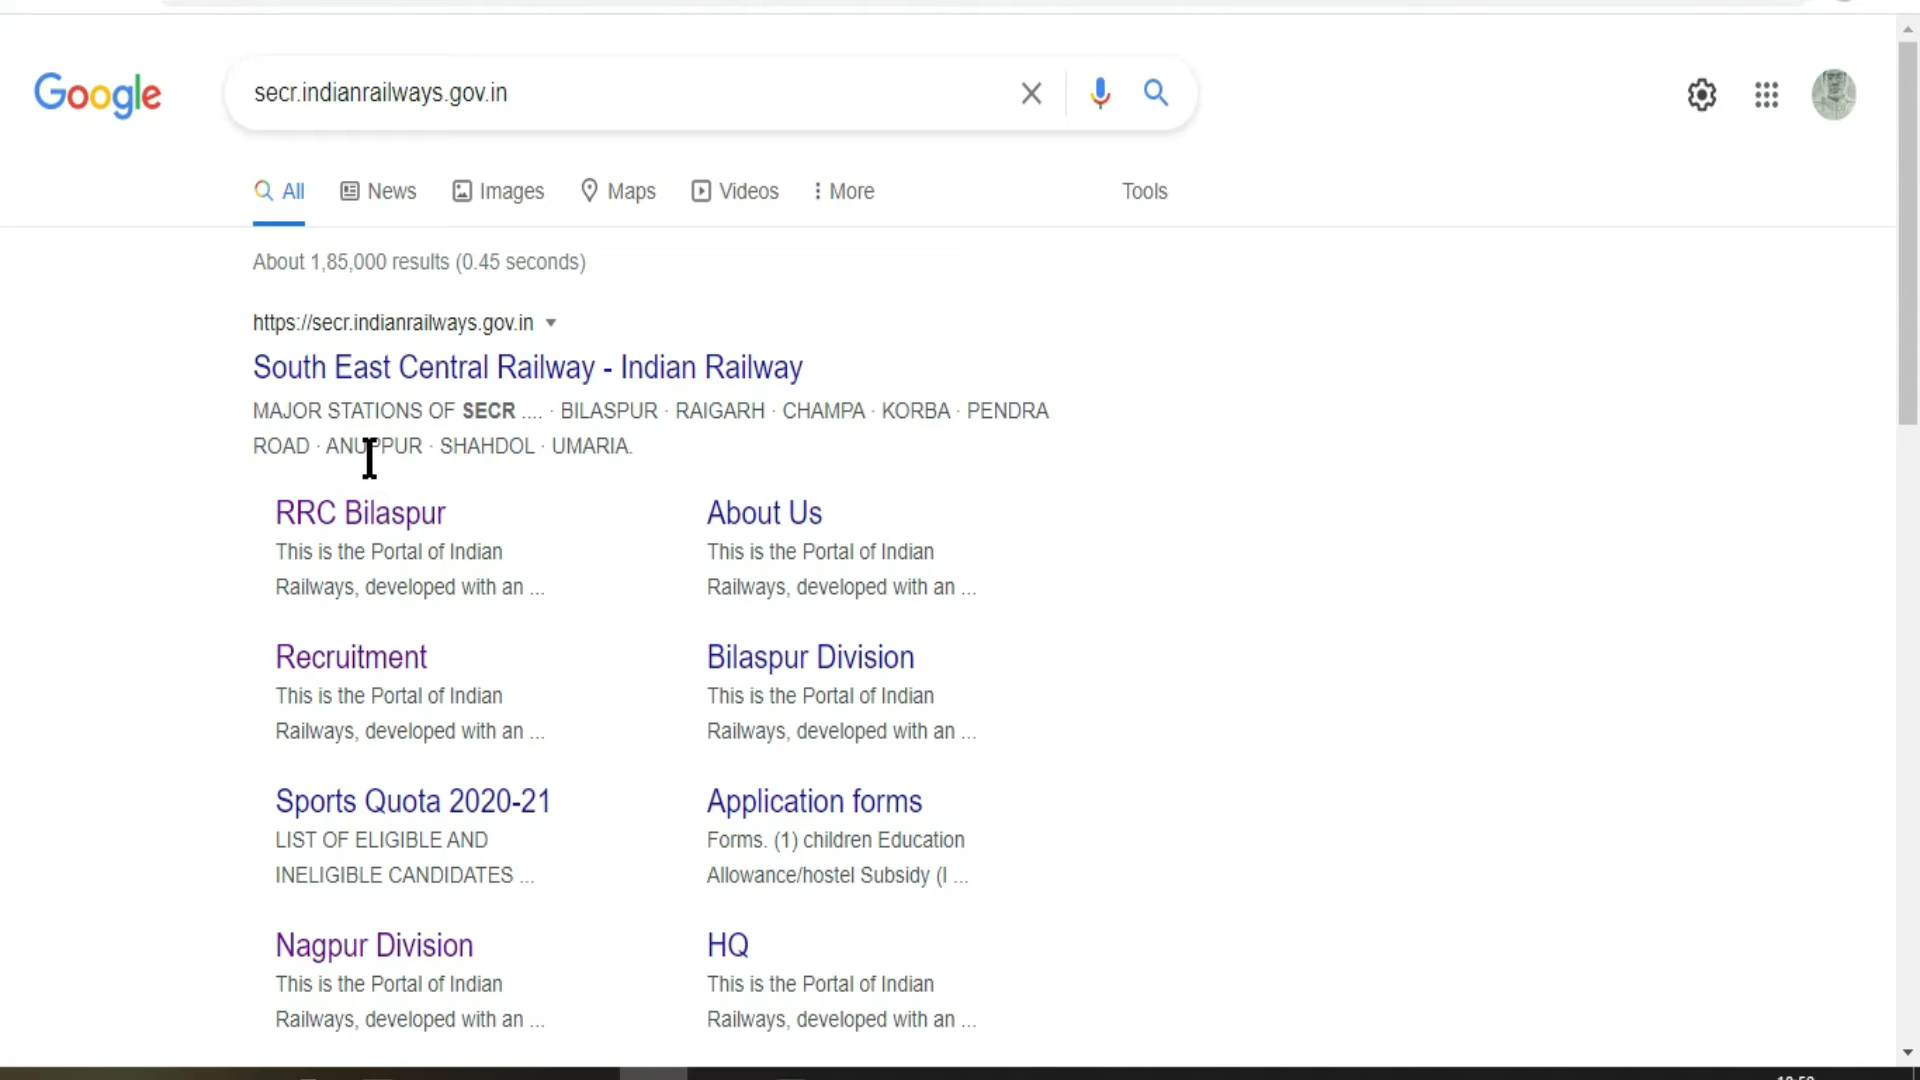 Google
secr.indianrailways.gov.in
All News Images Maps Videos More Tools
About 1,85,000 results (0.45 seconds)
https://secr.indianrailways.gov.in
South East Central Railway - Indian Railway
MAJOR STATIONS OF SECR .... · BILASPUR · RAIGARH · CHAMPA · KORBA · PENDRA
ROAD · ANUPPUR · SHAHDOL · UMARIA.
RRC Bilaspur
This is the Portal of Indian
Railways, developed with an ...
About Us
This is the Portal of Indian
Railways, developed with an ...
Recruitment
This is the Portal of Indian
Railways, developed with an ...
Bilaspur Division
This is the Portal of Indian
Railways, developed with an ...
Sports Quota 2020-21
LIST OF ELIGIBLE AND
INELIGIBLE CANDIDATES ...
Application forms
Forms. (1) children Education
Allowance/hostel Subsidy (I ...
Nagpur Division
This is the Portal of Indian
Railways, developed with an ...
HQ
This is the Portal of Indian
Railways, developed with an ...